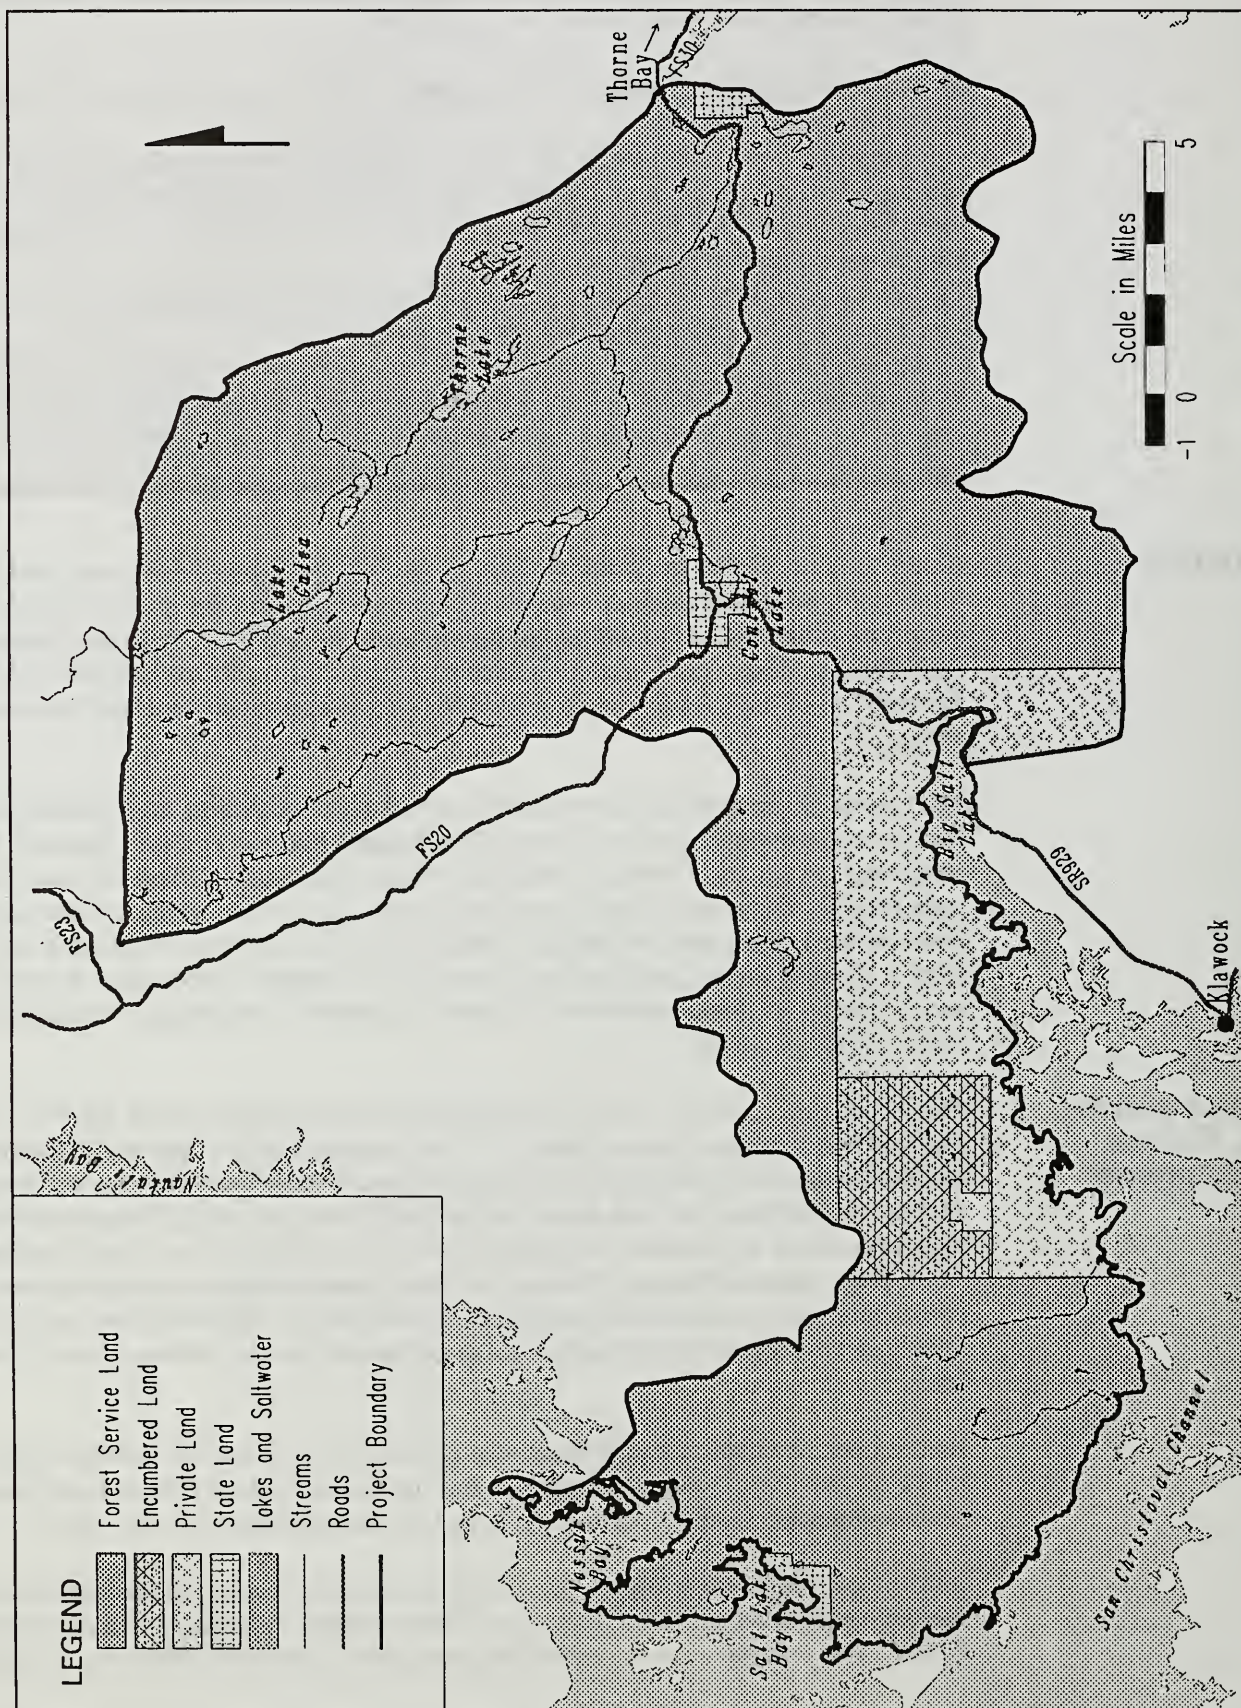 LEGEND
Forest Service Land
Encumbered Land
Private Land
State Land
Lakes and Saltwater
Streams
Roads
Project Boundary
Naukati Bay
FS23
FS20
Lake
Galea
Thorne
Lake
Thorne
Bay
FS30
Control
Lake
Big Salt
Lake
SR929
Klawock
Nossuk
Bay
Salt Lake
Bay
San Christoval Channel
Scale in Miles
-1 0 5